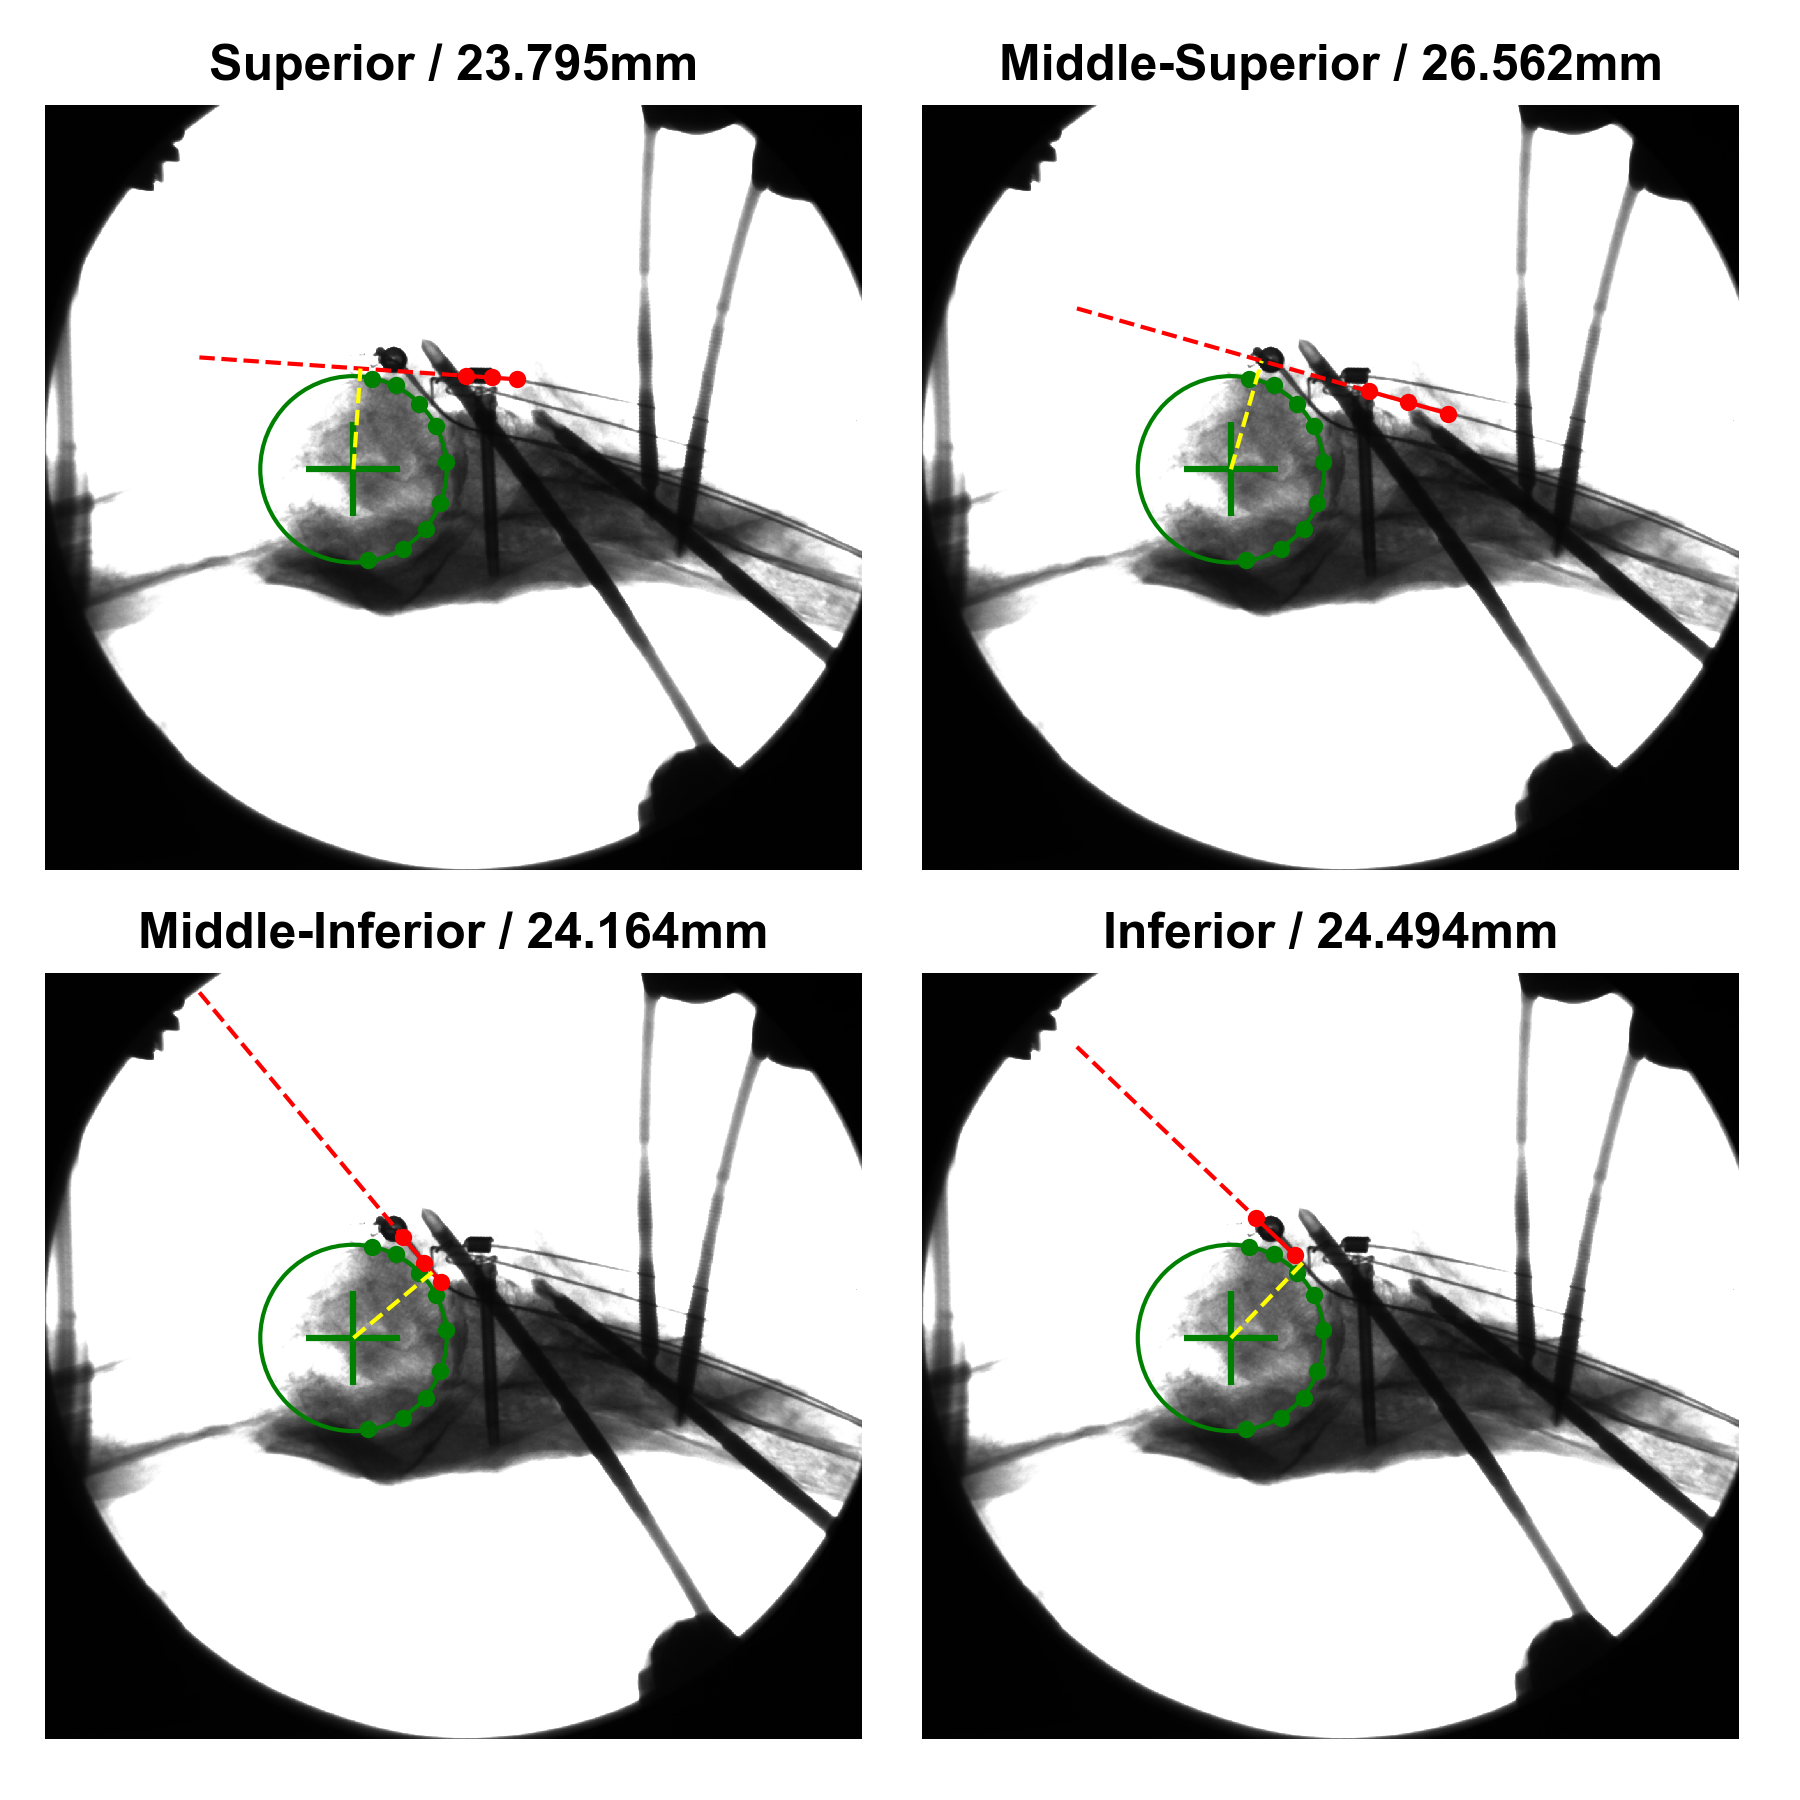 Superior / 23.795mm
Middle-Superior / 26.562mm
Middle-Inferior / 24.164mm
Inferior / 24.494mm